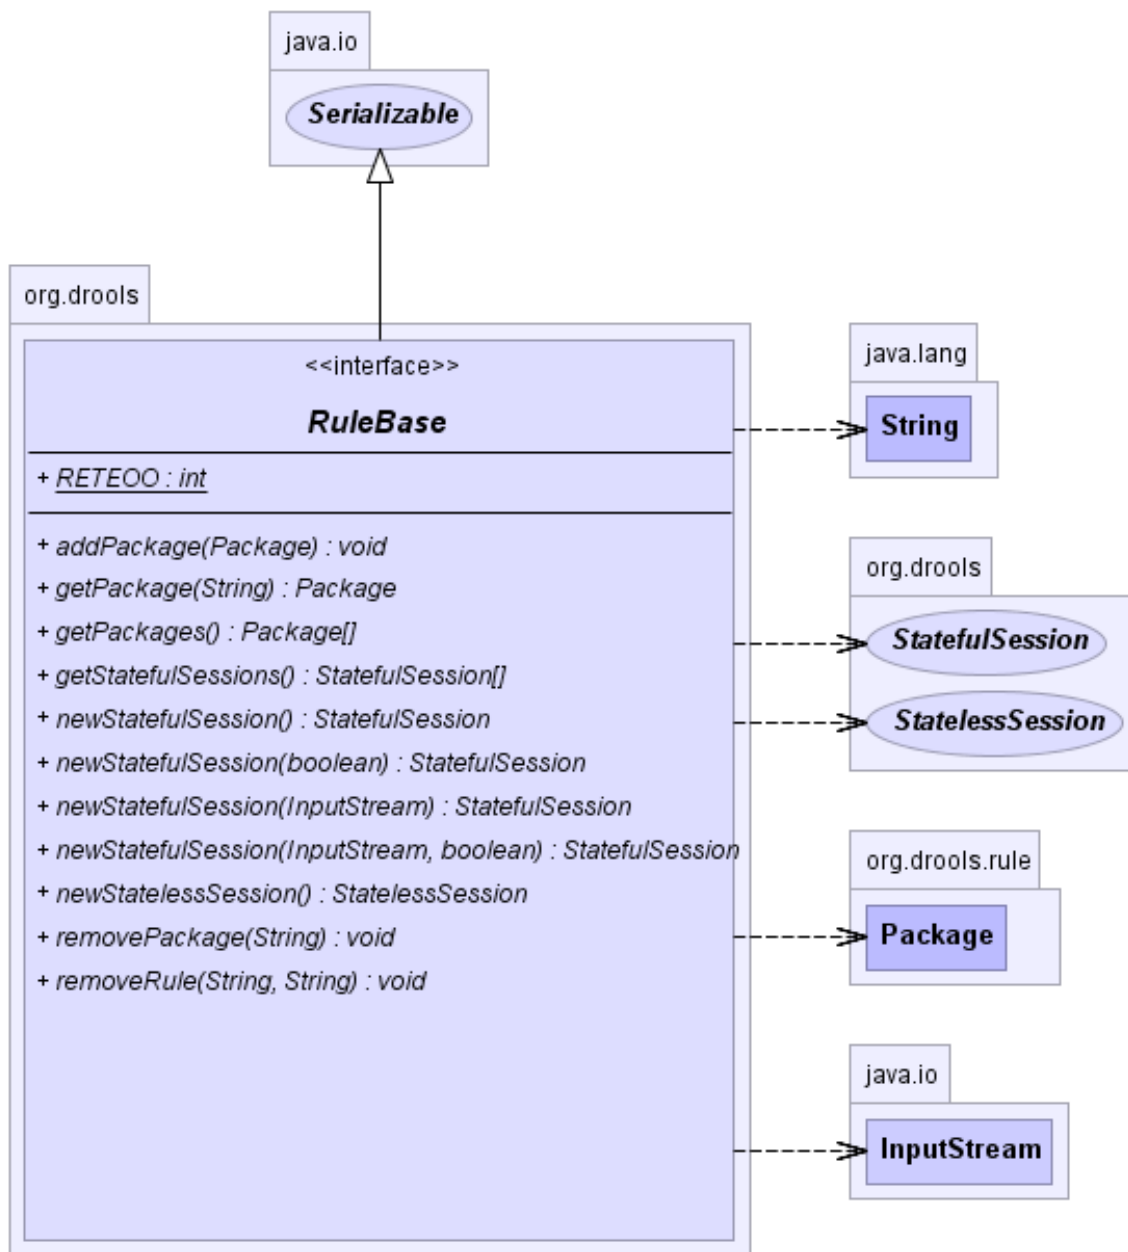 java.io
Serializable
org.drools
<<interface>>
RuleBase
+ RETEOO : int
+ addPackage(Package) : void
+ getPackage(String) : Package
+ getPackages() : Package[]
+ getStatefulSessions() : StatefulSession[]
+ newStatefulSession() : StatefulSession
+ newStatefulSession(boolean) : StatefulSession
+ newStatefulSession(InputStream) : StatefulSession
+ newStatefulSession(InputStream, boolean) : StatefulSession
+ newStatelessSession() : StatelessSession
+ removePackage(String) : void
+ removeRule(String, String) : void
java.lang
String
org.drools
StatefulSession
StatelessSession
org.drools.rule
Package
java.io
InputStream